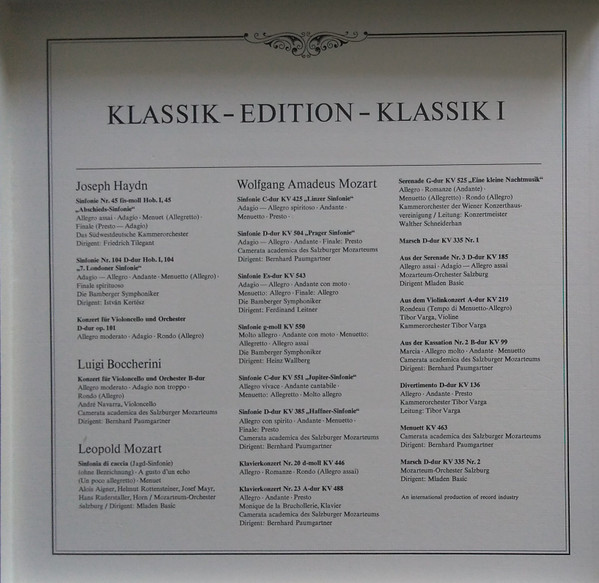 KLASSIK – EDITION – KLASSIK I
Joseph Haydn
Sinfonie Nr. 45 fis-moll Hob. I, 45
„Abschieds-Sinfonie“
Allegro assai · Adagio · Menuet (Allegretto) ·
Finale (Presto — Adagio)
Das Südwestdeutsche Kammerorchester
Dirigent: Friedrich Tilegant
Sinfonie Nr. 104 D-dur Hob. I, 104
„7. Londoner Sinfonie“
Adagio — Allegro · Andante · Menuetto (Allegro) ·
Finale spirituoso
Die Bamberger Symphoniker
Dirigent: István Kertész
Konzert für Violoncello und Orchester
D-dur op. 101
Allegro moderato · Adagio · Rondo (Allegro)
Luigi Boccherini
Konzert für Violoncello und Orchester B-dur
Allegro moderato · Adagio non troppo ·
Rondo (Allegro)
André Navarra, Violoncello
Camerata academica des Salzburger Mozarteums
Dirigent: Bernhard Paumgartner
Leopold Mozart
Sinfonia di caccia (Jagd-Sinfonie)
(ohne Bezeichnung) · A gusto d'un echo
(Un poco allegretto) · Menuet
Alois Aigner, Helmut Rottensteiner, Josef Mayr,
Hans Ruderstaller, Horn / Mozarteum-Orchester
Salzburg / Dirigent: Mladen Basic
Wolfgang Amadeus Mozart
Sinfonie C-dur KV 425 „Linzer Sinfonie“
Adagio — Allegro spiritoso · Andante ·
Menuetto · Presto ·
Sinfonie D-dur KV 504 „Prager Sinfonie“
Adagio — Allegro · Andante · Finale: Presto
Camerata academica des Salzburger Mozarteums
Dirigent: Bernhard Paumgartner
Sinfonie Es-dur KV 543
Adagio — Allegro · Andante con moto ·
Menuetto: Allegro · Finale: Allegro
Die Bamberger Symphoniker
Dirigent: Ferdinand Leitner
Sinfonie g-moll KV 550
Molto allegro · Andante con moto · Menuetto:
Allegretto · Allegro assai
Die Bamberger Symphoniker
Dirigent: Heinz Wallberg
Sinfonie C-dur KV 551 „Jupiter-Sinfonie“
Allegro vivace · Andante cantabile ·
Menuetto: Allegretto · Molto allegro
Sinfonie D-dur KV 385 „Haffner-Sinfonie“
Allegro con spirito · Andante · Menuetto ·
Finale: Presto
Camerata academica des Salzburger Mozarteums
Dirigent: Bernhard Paumgartner
Klavierkonzert Nr. 20 d-moll KV 446
Allegro · Romanze · Rondo (Allegro assai)
Klavierkonzert Nr. 23 A-dur KV 488
Allegro · Andante · Presto
Monique de la Bruchollerie, Klavier
Camerata academica des Salzburger Mozarteums
Dirigent: Bernhard Paumgartner
Serenade G-dur KV 525 „Eine kleine Nachtmusik“
Allegro · Romanze (Andante) ·
Menuetto (Allegretto) · Rondo (Allegro)
Kammerorchester der Wiener Konzerthaus-
vereinigung / Leitung: Konzertmeister
Walther Schneiderhan
Marsch D-dur KV 335 Nr. 1
Aus der Serenade Nr. 3 D-dur KV 185
Allegro assai · Adagio — Allegro assai
Mozarteum-Orchester Salzburg
Dirigent Mladen Basic
Aus dem Violinkonzert A-dur KV 219
Rondeau (Tempo di Menuetto-Allegro)
Tibor Varga, Violine
Kammerorchester Tibor Varga
Aus der Kassation Nr. 2 B-dur KV 99
Marcia · Allegro molto · Andante · Menuetto
Camerata academica des Salzburger Mozarteums
Dirigent: Bernhard Paumgartner
Divertimento D-dur KV 136
Allegro · Andante · Presto
Kammerorchester Tibor Varga
Leitung: Tibor Varga
Menuett KV 463
Camerata academica des Salzburger Mozarteums
Dirigent: Bernhard Paumgartner
Marsch D-dur KV 335 Nr. 2
Mozarteum-Orchester Salzburg
Dirigent: Mladen Basic
An international production of record industry